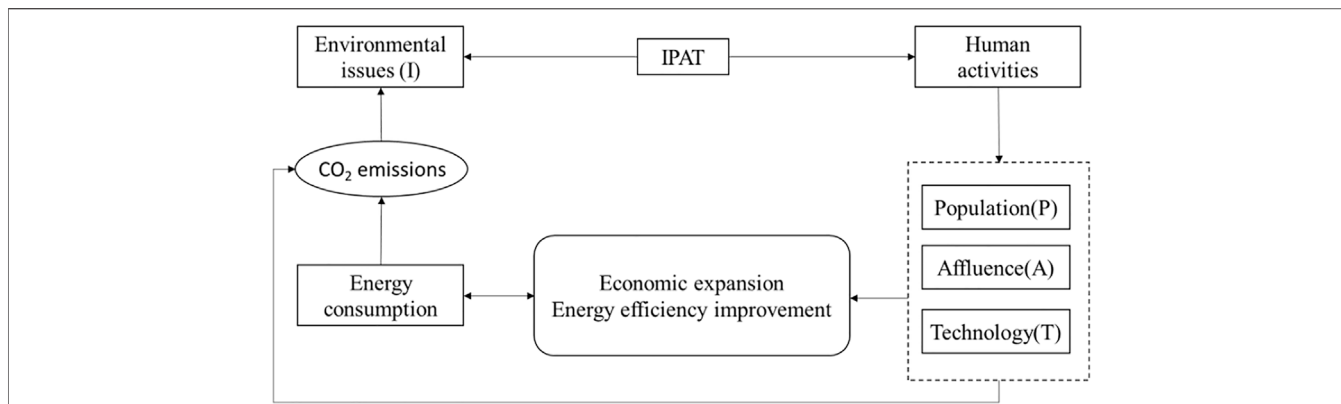 Environmental
issues (I)
IPAT
Human
activities
CO₂ emissions
Population(P)
Affluence(A)
Technology(T)
Energy
consumption
Economic expansion
Energy efficiency improvement